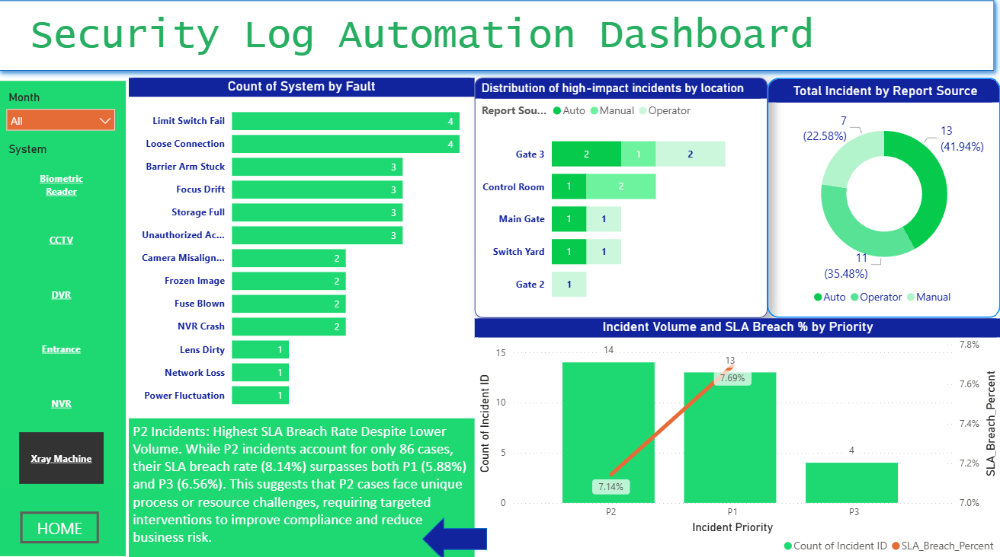 Security Log Automation Dashboard
Month
All
System
Biometric
Reader
CCTV
DVR
Entrance
NVR
Xray Machine
HOME
Count of System by Fault
Limit Switch Fail 4
Loose Connection 4
Barrier Arm Stuck 3
Focus Drift 3
Storage Full 3
Unauthorized Ac... 3
Camera Misalign... 2
Frozen Image 2
Fuse Blown 2
NVR Crash 2
Lens Dirty 1
Network Loss 1
Power Fluctuation 1
P2 Incidents: Highest SLA Breach Rate Despite Lower
Volume. While P2 incidents account for only 86 cases,
their SLA breach rate (8.14%) surpasses both P1 (5.88%)
and P3 (6.56%). This suggests that P2 cases face unique
process or resource challenges, requiring targeted
interventions to improve compliance and reduce
business risk.
Distribution of high-impact incidents by location
Report Sou... Auto Manual Operator
Gate 3 2 1 2
Control Room 1 2
Main Gate 1 1
Switch Yard 1 1
Gate 2 1
Total Incident by Report Source
7
(22.58%)
13
(41.94%)
11
(35.48%)
Auto Operator Manual
Incident Volume and SLA Breach % by Priority
Count of Incident ID
15
10
5
0
14
13
4
7.14%
7.69%
7.8%
7.6%
7.4%
7.2%
7.0%
SLA_Breach_Percent
P2 P1 P3
Incident Priority
Count of Incident ID SLA_Breach_Percent